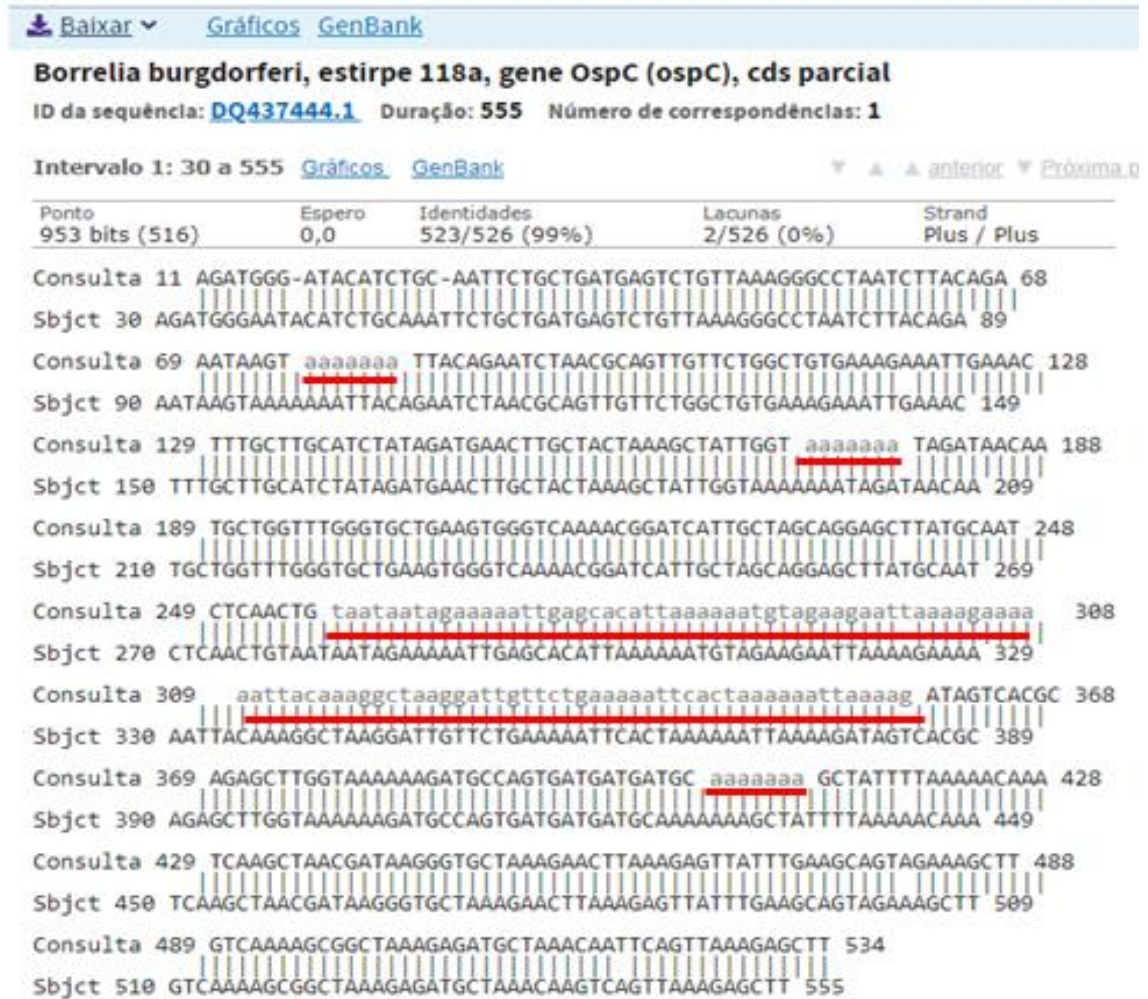 Baixar Gráficos GenBank
Borrelia burgdorferi, estirpe 118a, gene OspC (ospC), cds parcial
ID da sequência: DQ437444.1 Duração: 555 Número de correspondências: 1
Intervalo 1: 30 a 555 Gráficos GenBank ▼ ▲ ▲ anterior ▼ Próxima p
Ponto Espero Identidades Lacunas Strand
953 bits (516) 0,0 523/526 (99%) 2/526 (0%) Plus / Plus
Consulta 11 AGATGGG-ATACATCTGC-AATTCTGCTGATGAGTCTGTTAAAGGGCCTAATCTTACAGA 68
Sbjct 30 AGATGGGAATACATCTGCAAATTCTGCTGATGAGTCTGTTAAAGGGCCTAATCTTACAGA 89
Consulta 69 AATAAGT aaaaaaa TTACAGAATCTAACGCAGTTGTTCTGGCTGTGAAAGAAATTGAAAC 128
Sbjct 90 AATAAGTAAAAAAATTACAGAATCTAACGCAGTTGTTCTGGCTGTGAAAGAAATTGAAAC 149
Consulta 129 TTTGCTTGCATCTATAGATGAACTTGCTACTAAAGCTATTGGT aaaaaaa TAGATAACAA 188
Sbjct 150 TTTGCTTGCATCTATAGATGAACTTGCTACTAAAGCTATTGGTAAAAAAATAGATAACAA 209
Consulta 189 TGCTGGTTTGGGTGCTGAAGTGGGTCAAAACGGATCATTGCTAGCAGGAGCTTATGCAAT 248
Sbjct 210 TGCTGGTTTGGGTGCTGAAGTGGGTCAAAACGGATCATTGCTAGCAGGAGCTTATGCAAT 269
Consulta 249 CTCAACTG taataatagaaaaattgagcacattaaaaaatgtagaagaattaaaagaaaa 308
Sbjct 270 CTCAACTGTAATAATAGAAAAATTGAGCACATTAAAAAATGTAGAAGAATTAAAAGAAAA 329
Consulta 309 aattacaaaggctaaggattgttctgaaaaattcactaaaaaattaaaag ATAGTCACGC 368
Sbjct 330 AATTACAAAGGCTAAGGATTGTTCTGAAAAATTCACTAAAAAATTAAAAGATAGTCACGC 389
Consulta 369 AGAGCTTGGTAAAAAAGATGCCAGTGATGATGATGC aaaaaaa GCTATTTTAAAAACAAA 428
Sbjct 390 AGAGCTTGGTAAAAAAGATGCCAGTGATGATGATGCAAAAAAAGCTATTTTAAAAACAAA 449
Consulta 429 TCAAGCTAACGATAAGGGTGCTAAAGAACTTAAAGAGTTATTTGAAGCAGTAGAAAGCTT 488
Sbjct 450 TCAAGCTAACGATAAGGGTGCTAAAGAACTTAAAGAGTTATTTGAAGCAGTAGAAAGCTT 509
Consulta 489 GTCAAAAGCGGCTAAAGAGATGCTAAACAATTCAGTTAAAGAGCTT 534
Sbjct 510 GTCAAAAGCGGCTAAAGAGATGCTAAACAAGTCAGTTAAAGAGCTT 555